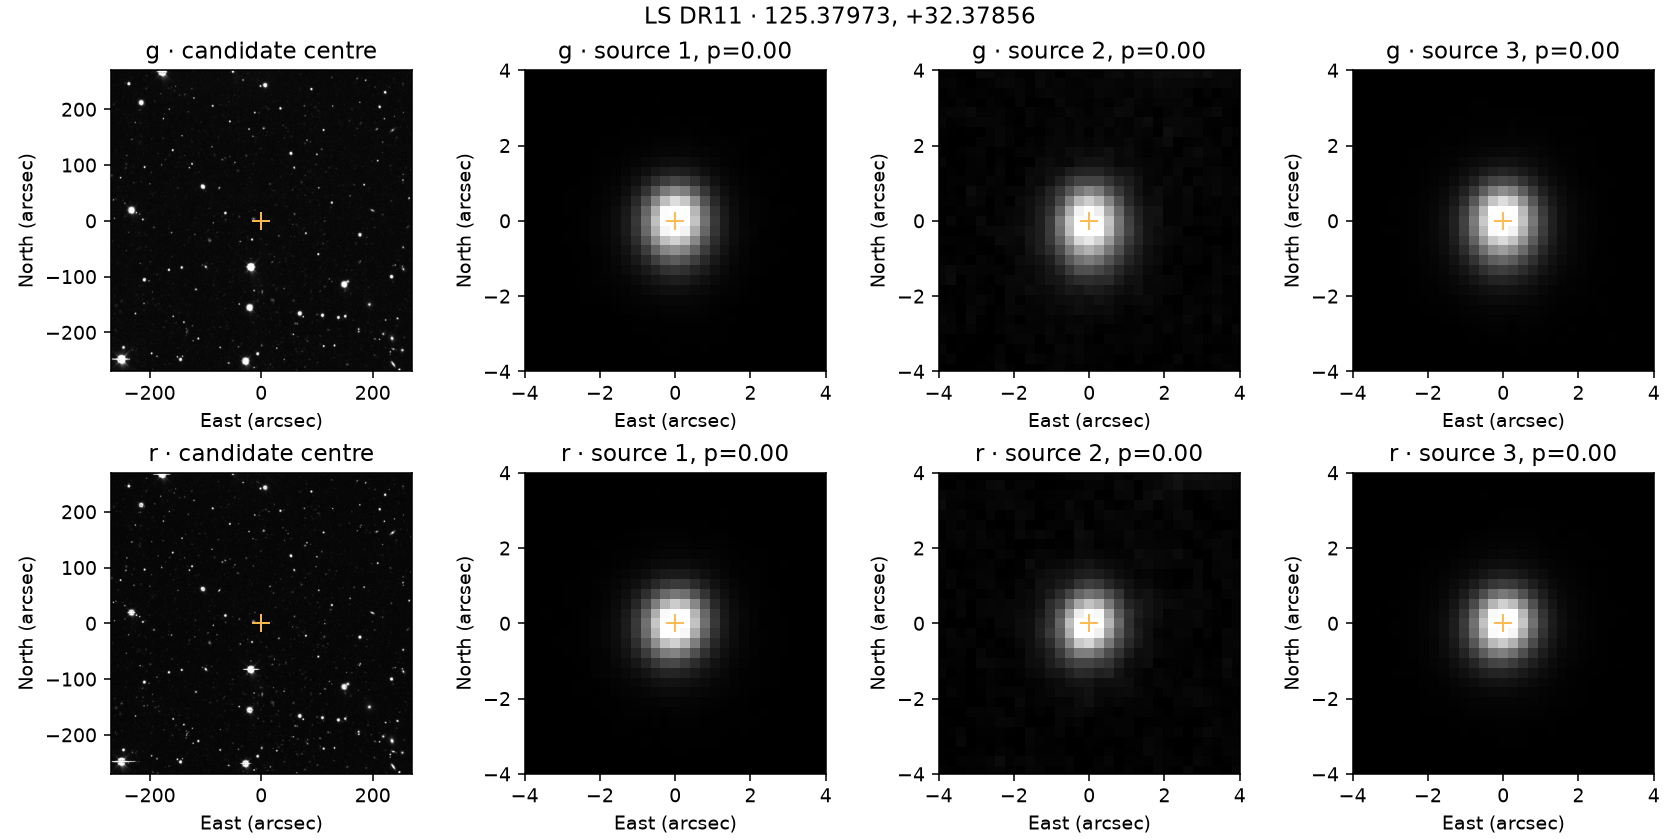 LS DR11 · 125.37973, +32.37856
g · candidate centre
g · source 1, p=0.00
g · source 2, p=0.00
g · source 3, p=0.00
North (arcsec)
200
100
0
−100
−200
−200 0 200
East (arcsec)
North (arcsec)
4
2
0
−2
−4
−4 −2 0 2 4
East (arcsec)
North (arcsec)
4
2
0
−2
−4
−4 −2 0 2 4
East (arcsec)
North (arcsec)
4
2
0
−2
−4
−4 −2 0 2 4
East (arcsec)
r · candidate centre
r · source 1, p=0.00
r · source 2, p=0.00
r · source 3, p=0.00
North (arcsec)
200
100
0
−100
−200
−200 0 200
East (arcsec)
North (arcsec)
4
2
0
−2
−4
−4 −2 0 2 4
East (arcsec)
North (arcsec)
4
2
0
−2
−4
−4 −2 0 2 4
East (arcsec)
North (arcsec)
4
2
0
−2
−4
−4 −2 0 2 4
East (arcsec)